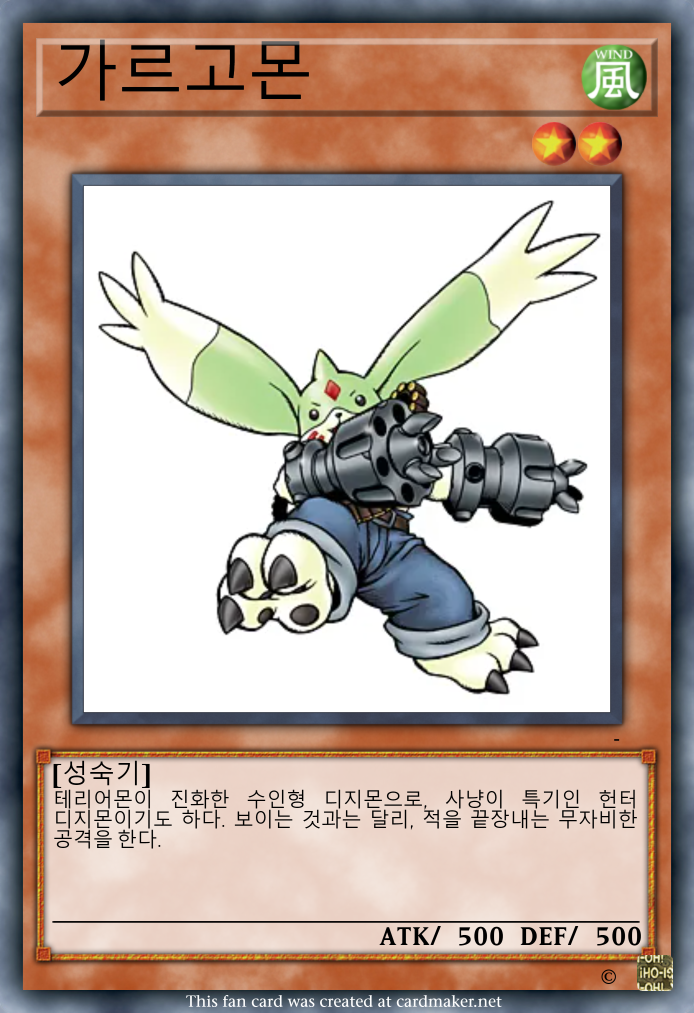 가르고몬
WIND
風
-
[성숙기]
테리어몬이 진화한 수인형 디지몬으로, 사냥이 특기인 헌터
디지몬이기도 하다. 보이는 것과는 달리, 적을 끝장내는 무자비한
공격을 한다.
ATK/ 500 DEF/ 500
©
This fan card was created at cardmaker.net